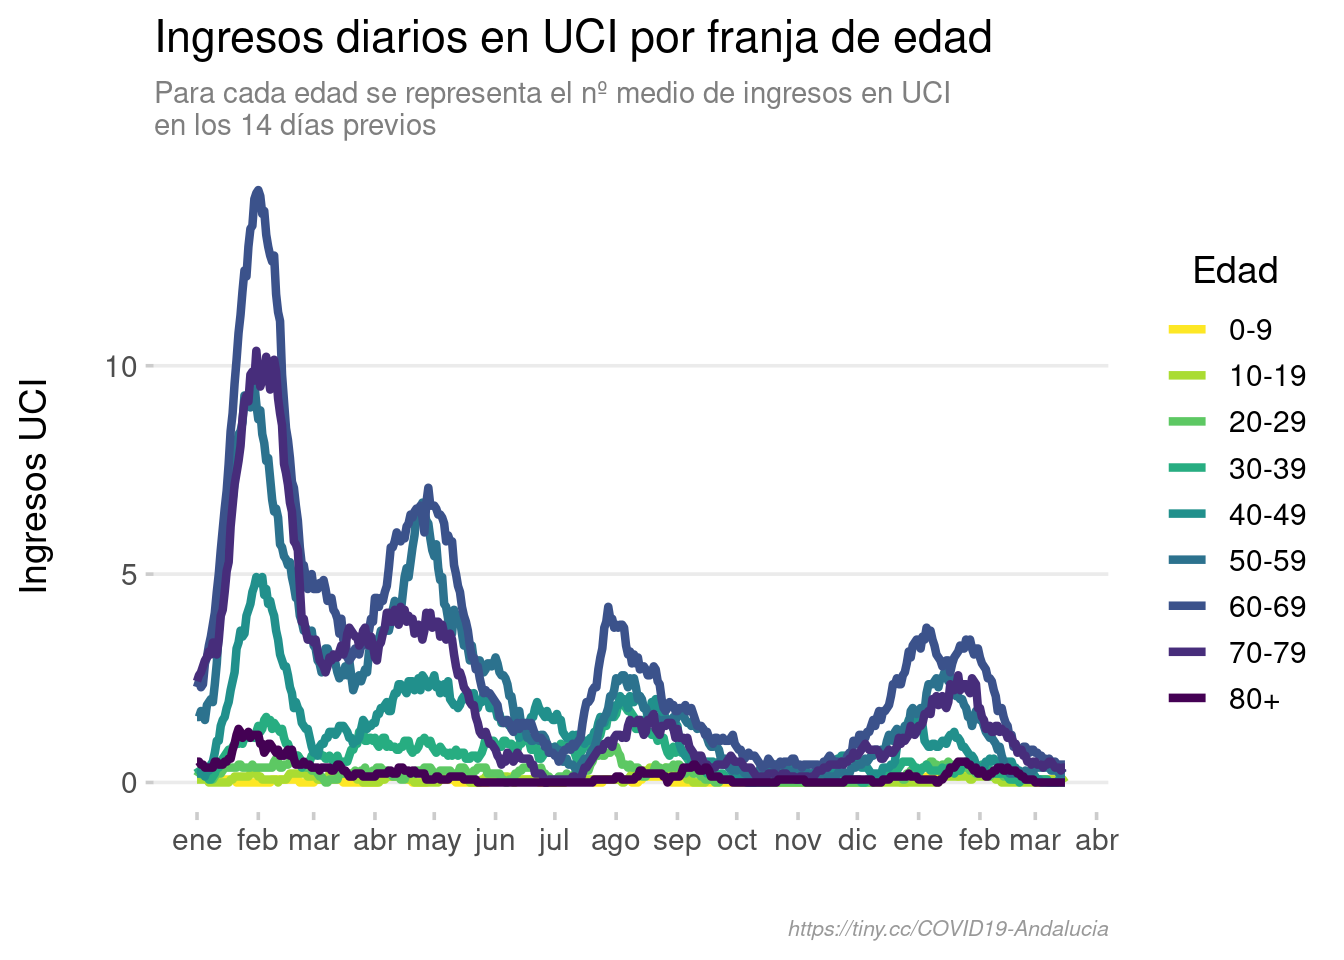 Ingresos diarios en UCI por franja de edad
Para cada edad se representa el nº medio de ingresos en UCI
en los 14 días previos
Ingresos UCI
10
5
0
ene feb mar abr may jun jul ago sep oct nov dic ene feb mar abr
Edad
0-9
10-19
20-29
30-39
40-49
50-59
60-69
70-79
80+
https://tiny.cc/COVID19-Andalucia